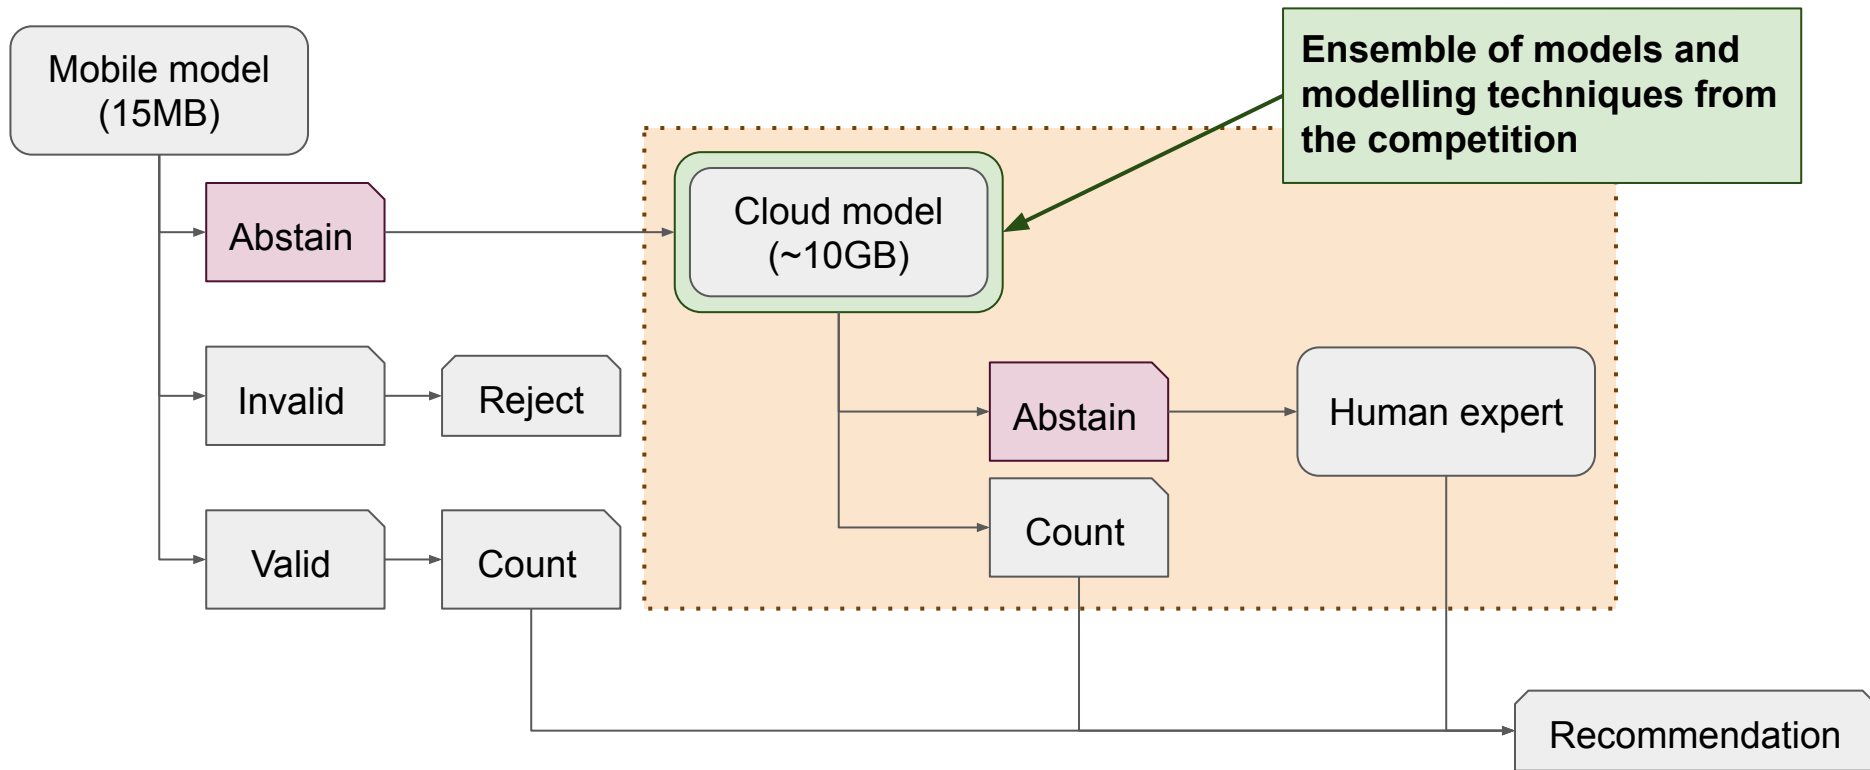 Mobile model
(15MB)
Ensemble of models and
modelling techniques from
the competition
Abstain
Cloud model
(~10GB)
Invalid
Reject
Abstain
Human expert
Valid
Count
Count
Recommendation